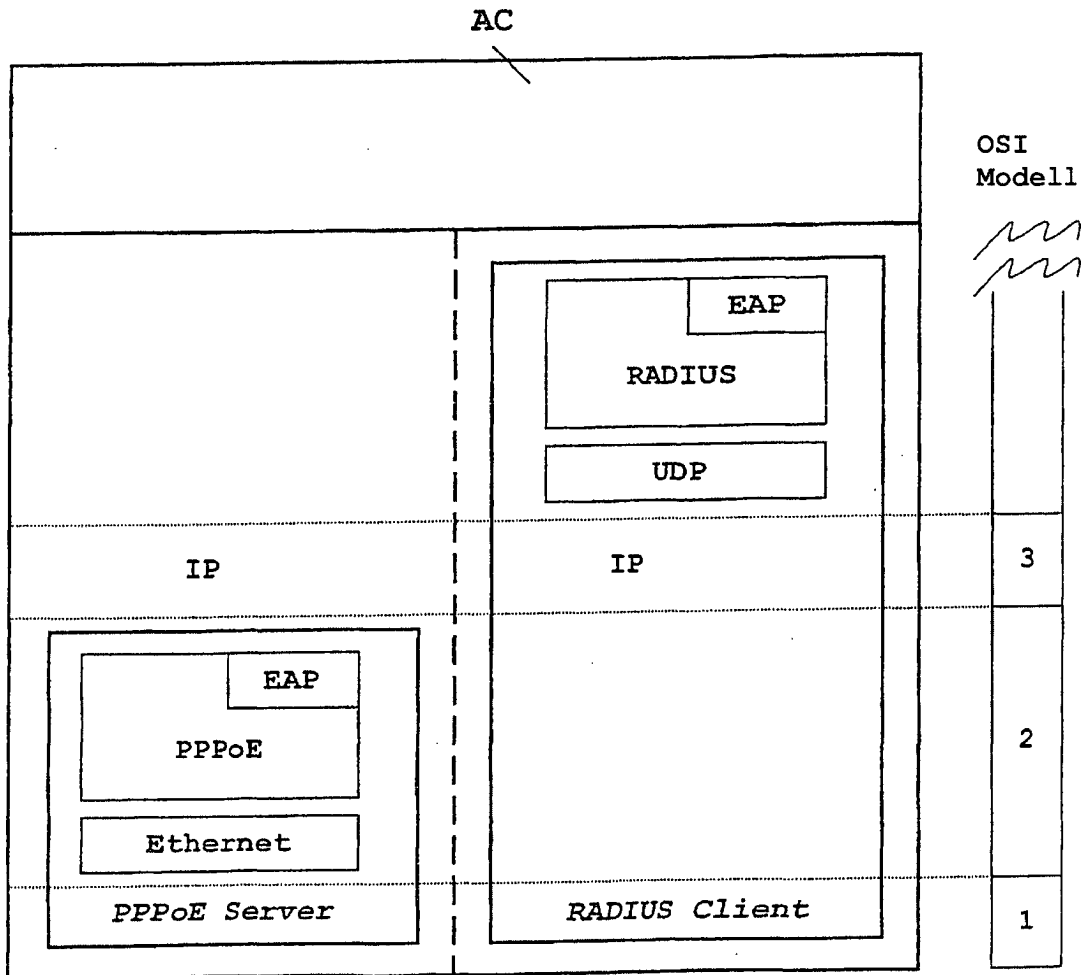 AC
OSI
Modell
EAP
RADIUS
UDP
IP
IP
3
EAP
PPPoE
2
Ethernet
PPPoE Server
RADIUS Client
1